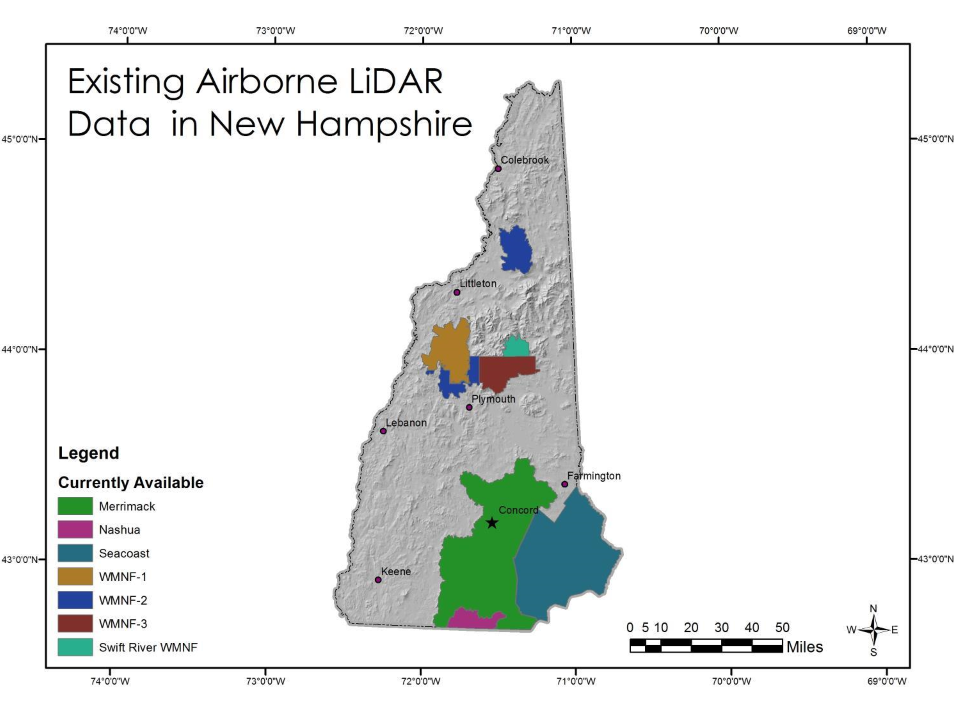 74°0'0"W 73°0'0"W 72°0'0"W 71°0'0"W 70°0'0"W 69°0'0"W
Existing Airborne LiDAR
Data in New Hampshire
45°0'0"N 45°0'0"N
Colebrook
Littleton
44°0'0"N 44°0'0"N
Plymouth
Lebanon
Legend
Farmington
Currently Available
Merrimack
Concord
Nashua
Seacoast
43°0'0"N 43°0'0"N
Keene
WMNF-1
WMNF-2
WMNF-3
Swift River WMNF
0 5 10 20 30 40 50
Miles
N
W E
S
74°0'0"W 73°0'0"W 72°0'0"W 71°0'0"W 70°0'0"W 69°0'0"W